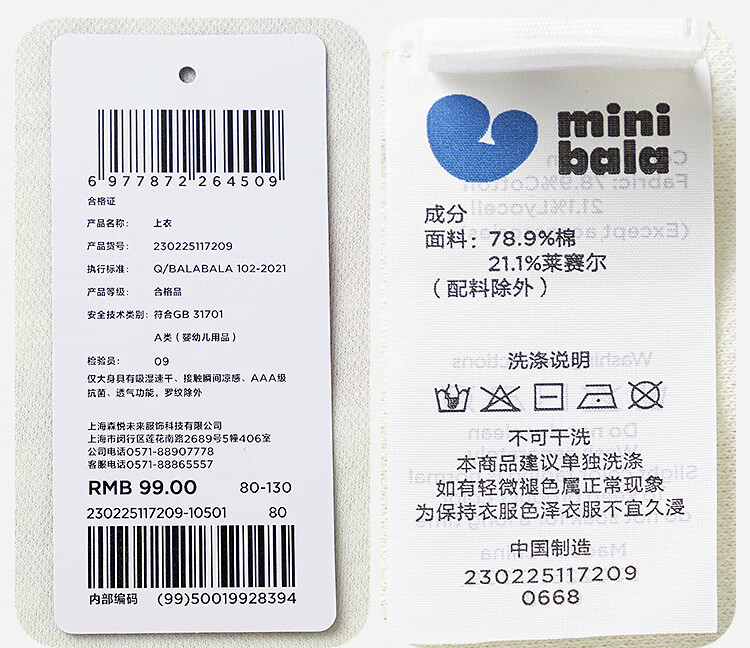 6 977872 264509
合格证
产品名称: 上衣
产品货号: 230225117209
执行标准: Q/BALABALA 102-2021
产品等级: 合格品
安全技术类别: 符合GB 31701
A类（婴幼儿用品）
检验员: 09
仅大身具有吸湿速干、接触瞬间凉感、AAA级
抗菌、透气功能，罗纹除外
上海森悦未来服饰科技有限公司
上海市闵行区莲花南路2689号5幢406室
公司电话0571-88907778
客服电话0571-88865557
RMB 99.00 80-130
230225117209-10501 80
内部编码 (99)50019928394
mini
bala
成分
面料: 78.9%棉
21.1%莱赛尔
（配料除外）
洗涤说明
不可干洗
本商品建议单独洗涤
如有轻微褪色属正常现象
为保持衣服色泽衣服不宜久浸
中国制造
230225117209
0668